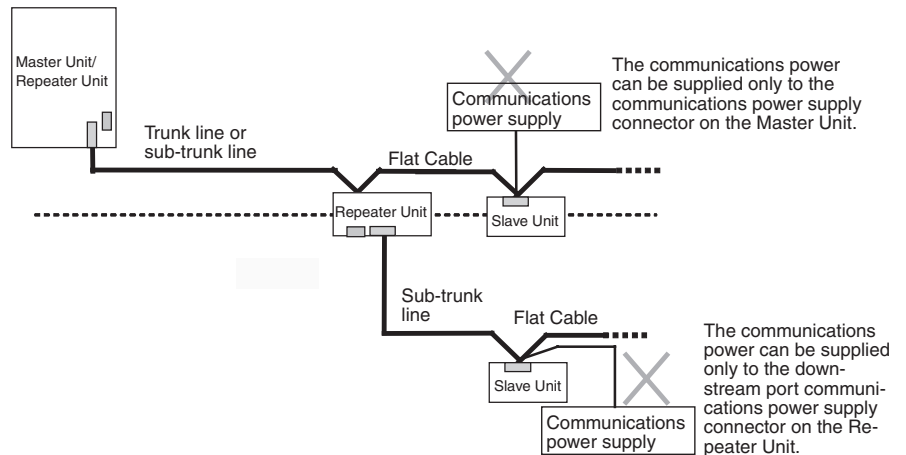 Master Unit/
Repeater Unit
Trunk line or
sub-trunk line
Flat Cable
Communications
power supply
The communications power
can be supplied only to the
communications power supply
connector on the Master Unit.
Repeater Unit
Slave Unit
Sub-trunk
line
Flat Cable
Slave Unit
Communications
power supply
The communications
power can be supplied
only to the down-
stream port communi-
cations power supply
connector on the Re-
peater Unit.